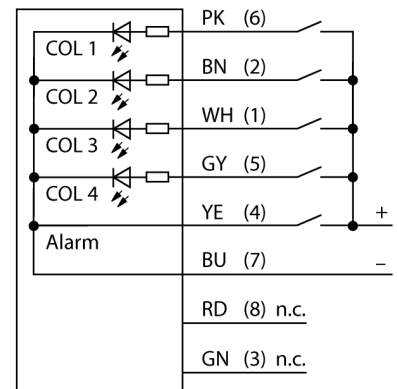 PK (6)
COL 1
BN (2)
COL 2
WH (1)
COL 3
GY (5)
COL 4
YE (4) +
Alarm
BU (7) –
RD (8) n.c.
GN (3) n.c.